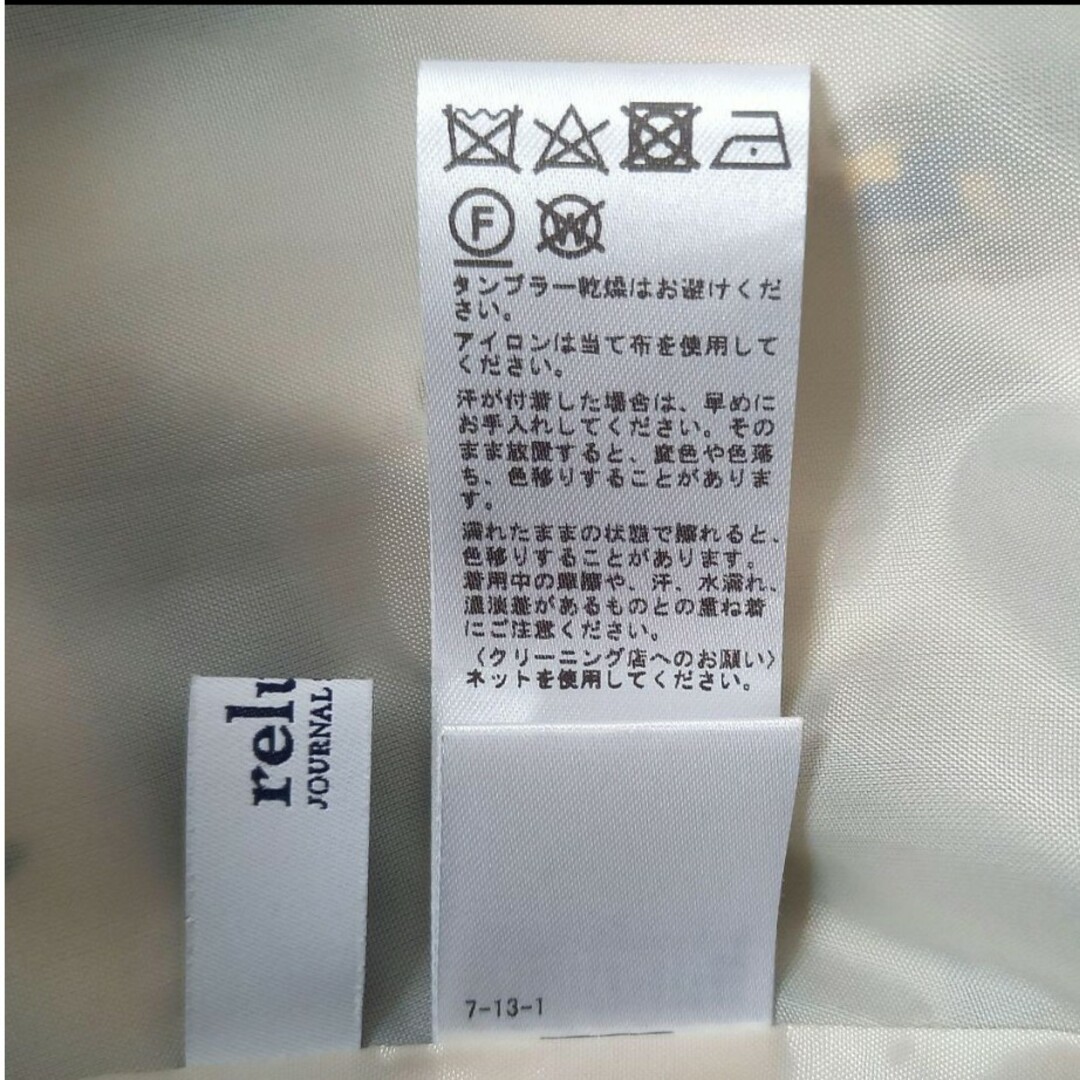 F W
タンブラー乾燥はお避けくだ
さい。
アイロンは当て布を使用して
ください。
汗が付着した場合は、早めに
お手入れしてください。その
まま放置すると、変色や色落
ち、色移りすることがありま
す。
濡れたままの状態で擦れると、
色移りすることがあります。
着用中の摩擦や、汗、水濡れ、
濃淡差があるものとの重ね着
にご注意ください。
〈クリーニング店へのお願い〉
ネットを使用してください。
relu
JOURNAL
7-13-1